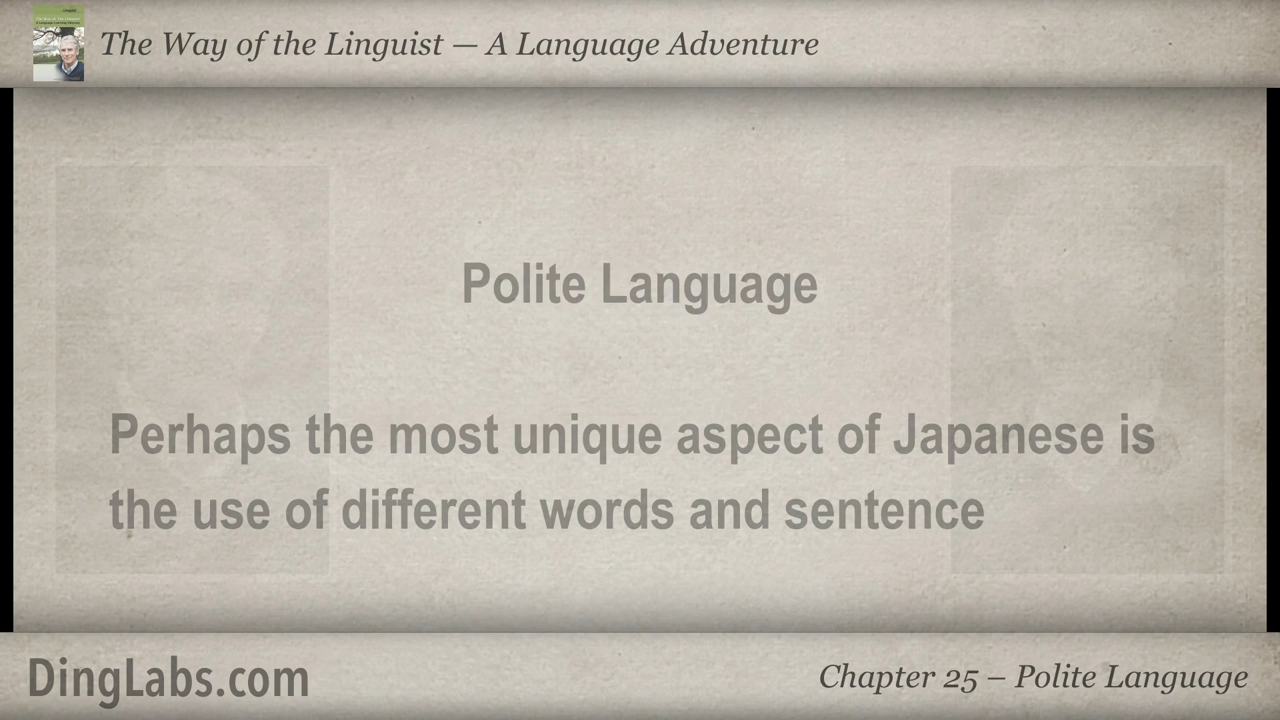 The Way of the Linguist — A Language Adventure
Polite Language
Perhaps the most unique aspect of Japanese is
the use of different words and sentence
DingLabs.com
Chapter 25 – Polite Language